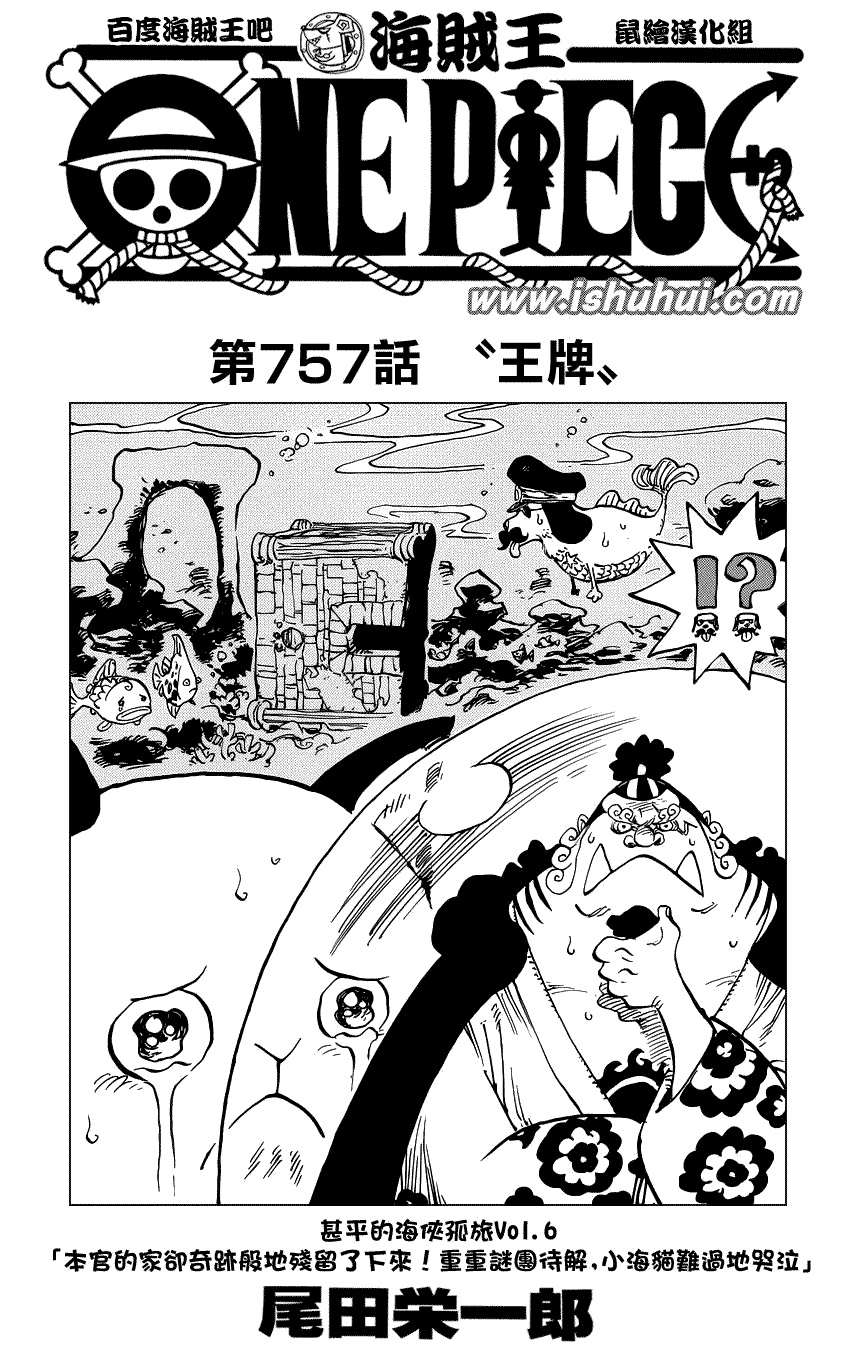 百度海賊王吧
海賊王
鼠繪漢化組
ONE PIECE
www.ishuhui.com
第757話 〝王牌〟
!?
甚平的海俠孤旅Vol.6
「本官的家卻奇跡般地殘留了下來！重重謎團待解，小海貓難過地哭泣」
尾田栄一郎